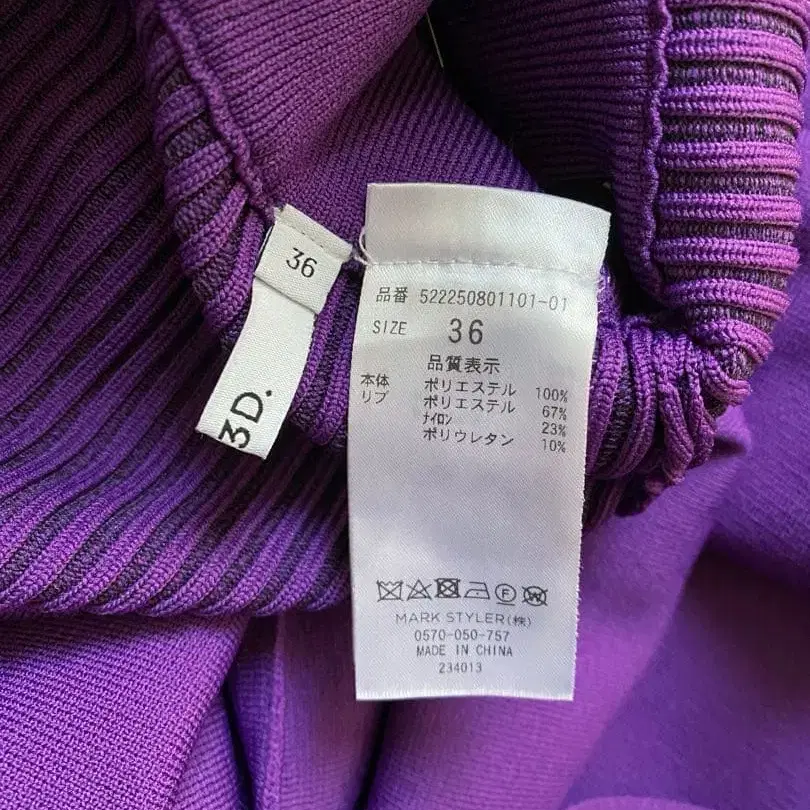 36
3D.
品番 522250801101-01
SIZE 36
品質表示
本体 ポリエステル 100%
リブ ポリエステル 67%
ナイロン 23%
ポリウレタン 10%
F
W
MARK STYLER(株)
0570-050-757
MADE IN CHINA
234013